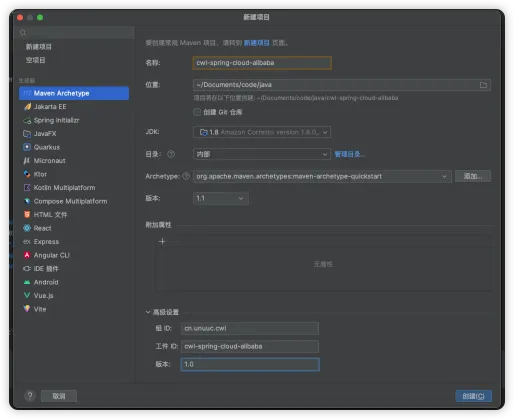 新建项目
新建项目
空项目
生成器
Maven Archetype
Jakarta EE
Spring Initializr
JavaFX
Quarkus
Micronaut
Ktor
Kotlin Multiplatform
Compose Multiplatform
HTML 文件
React
Express
Angular CLI
IDE 插件
Android
Vue.js
Vite
要创建常规 Maven 项目，请转到 新建项目 页面。
名称: cwl-spring-cloud-alibaba
位置: ~/Documents/code/java
项目将在以下位置创建: ~/Documents/code/java/cwl-spring-cloud-alibaba
创建 Git 仓库
JDK: 1.8 Amazon Corretto version 1.8.0_
目录: ? 内部 管理目录...
Archetype: ? org.apache.maven.archetypes:maven-archetype-quickstart 添加...
版本: 1.1
附加属性
+
无属性
高级设置
组 ID: cn.unuuc.cwl
工件 ID: cwl-spring-cloud-alibaba
版本: 1.0
? 取消 创建(C)